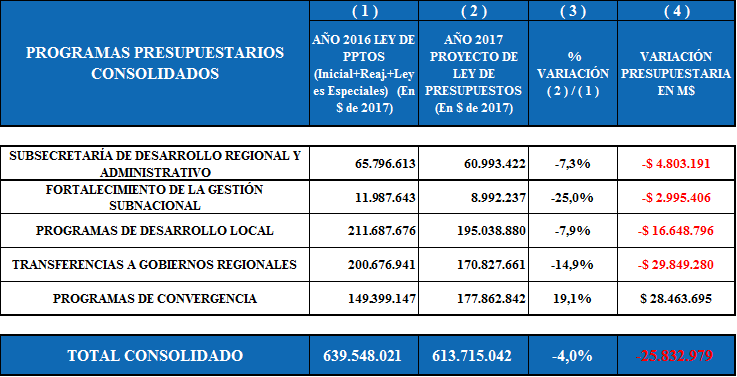 ( 1 ) ( 2 ) ( 3 ) ( 4 )
PROGRAMAS PRESUPUESTARIOS
CONSOLIDADOS
AÑO 2016 LEY DE
PPTOS
(Inicial+Reaj.+Ley
es Especiales) (En
$ de 2017)
AÑO 2017
PROYECTO DE
LEY DE
PRESUPUESTOS
(En $ de 2017)
%
VARIACIÓN
( 2 ) / ( 1 )
VARIACIÓN
PRESUPUESTARIA
EN M$
SUBSECRETARÍA DE DESARROLLO REGIONAL Y
ADMINISTRATIVO
65.796.613 60.993.422 -7,3% -$ 4.803.191
FORTALECIMIENTO DE LA GESTIÓN
SUBNACIONAL
11.987.643 8.992.237 -25,0% -$ 2.995.406
PROGRAMAS DE DESARROLLO LOCAL 211.687.676 195.038.880 -7,9% -$ 16.648.796
TRANSFERENCIAS A GOBIERNOS REGIONALES 200.676.941 170.827.661 -14,9% -$ 29.849.280
PROGRAMAS DE CONVERGENCIA 149.399.147 177.862.842 19,1% $ 28.463.695
TOTAL CONSOLIDADO 639.548.021 613.715.042 -4,0% -25.832.979